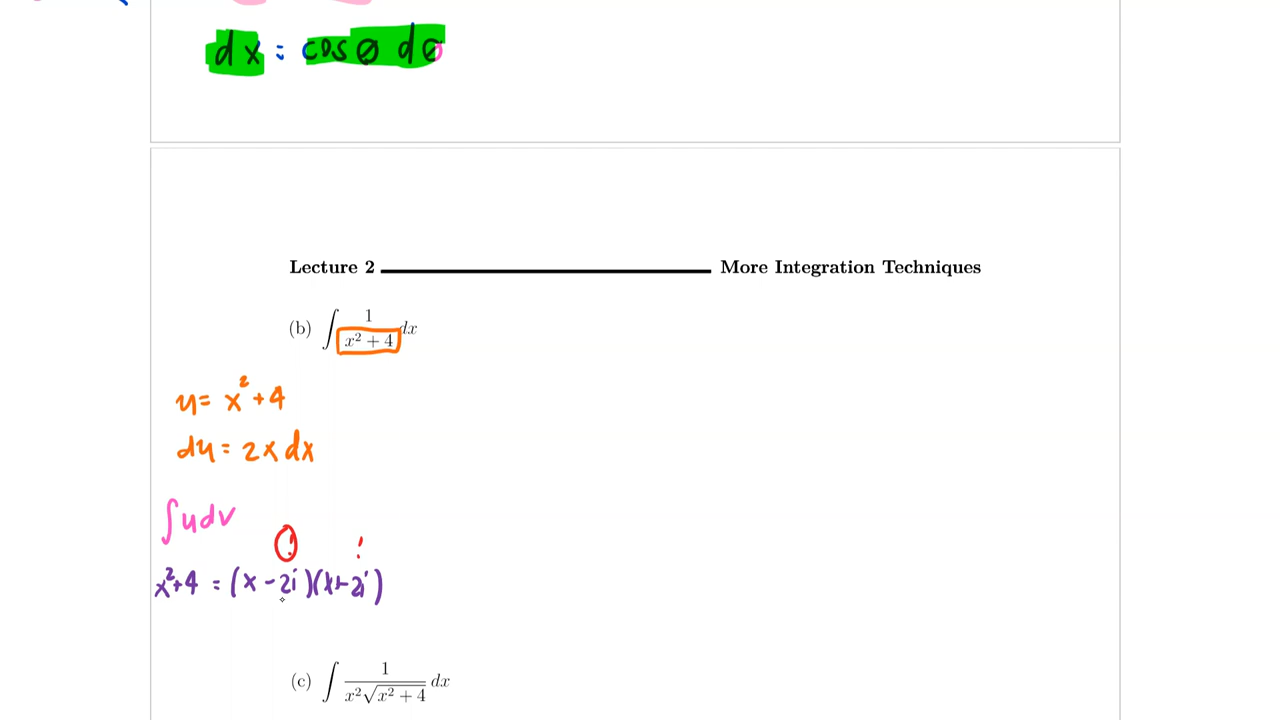 dx = cosθ dθ
Lecture 2 More Integration Techniques
(b) ∫ 1/(x² + 4) dx
u = x² + 4
du = 2x dx
∫ u dv
! !
x²+4 = (x - 2i)(x+2i)
(c) ∫ 1/(x²√(x² + 4)) dx